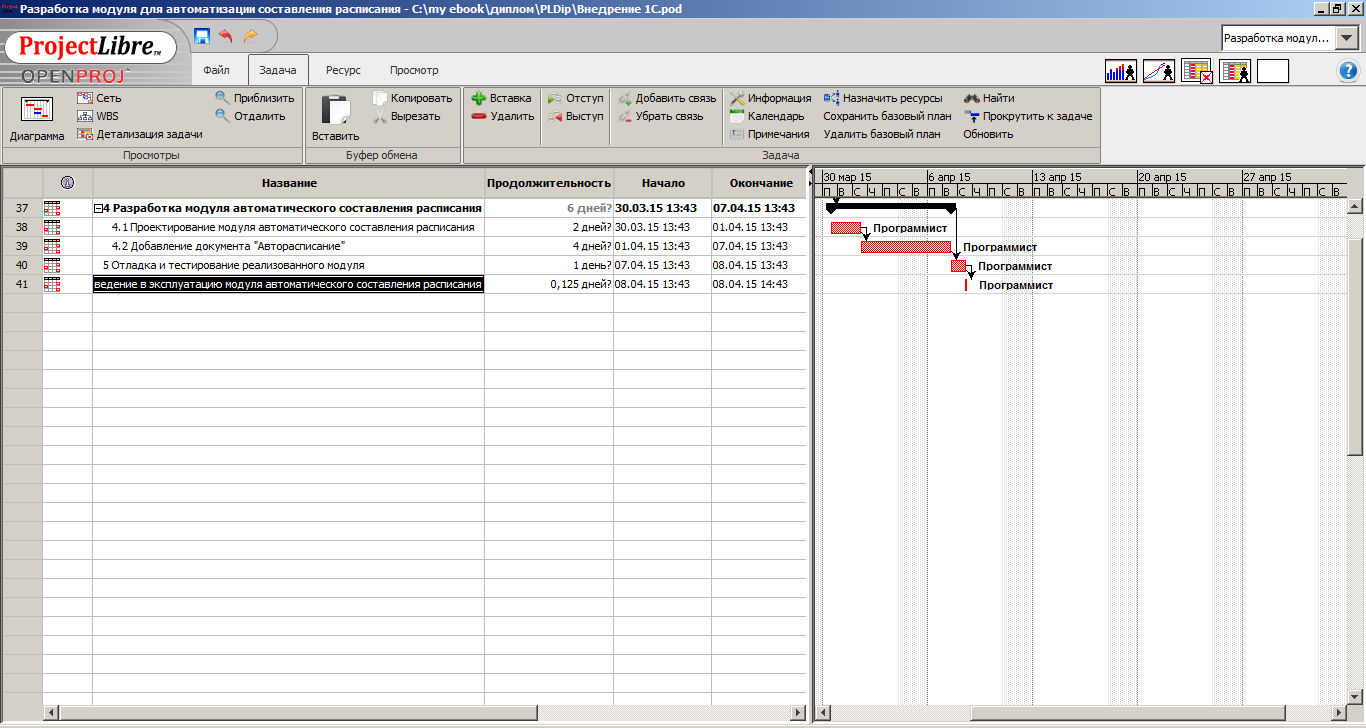 Разработка модуля для автоматизации составления расписания - C:\my ebook\диплом\PLDip\Внедрение 1C.pod
ProjectLibre™
OPENPROJ
Разработка модул...
Файл Задача Ресурс Просмотр
Диаграмма
Сеть
WBS
Детализация задачи
Приблизить
Отдалить
Просмотры
Вставить
Копировать
Вырезать
Буфер обмена
Вставка
Удалить
Отступ
Выступ
Добавить связь
Убрать связь
Информация
Календарь
Примечания
Назначить ресурсы
Сохранить базовый план
Удалить базовый план
Найти
Прокрутить к задаче
Обновить
Задача
Название Продолжительность Начало Окончание
30 мар 15 6 апр 15 13 апр 15 20 апр 15 27 апр 15
П В С Ч П С В П В С Ч П С В П В С Ч П С В П В С Ч П С В П В С Ч П С В
37 4 Разработка модуля автоматического составления расписания 6 дней? 30.03.15 13:43 07.04.15 13:43
38 4.1 Проектирование модуля автоматического составления расписания 2 дней? 30.03.15 13:43 01.04.15 13:43 Программист
39 4.2 Добавление документа "Авторасписание" 4 дней? 01.04.15 13:43 07.04.15 13:43 Программист
40 5 Отладка и тестирование реализованного модуля 1 день? 07.04.15 13:43 08.04.15 13:43 Программист
41 ведение в эксплуатацию модуля автоматического составления расписания 0,125 дней? 08.04.15 13:43 08.04.15 14:43 Программист